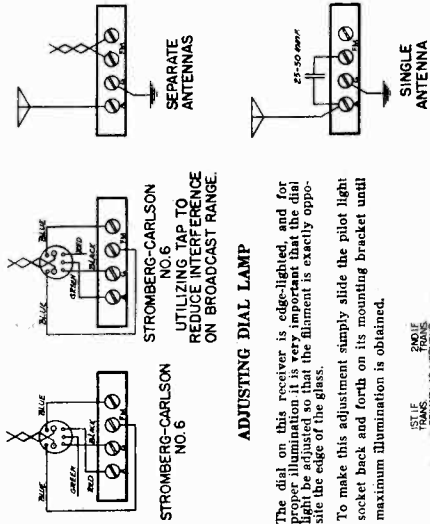 BLUE
BLUE
GREEN
BLACK
RED
FM
G
A
STROMBERG-CARLSON
NO. 6
BLUE
BLUE
RED
GREEN
BLACK
FM
G
A
STROMBERG-CARLSON
NO.6
UTILIZING TAP TO
REDUCE INTERFERENCE
ON BROADCAST RANGE.
FM
G
A
SEPARATE
ANTENNAS
ADJUSTING DIAL LAMP
The dial on this receiver is edge-lighted, and for
proper illumination it is very important that the dial
light be adjusted so that the filament is exactly oppo-
site the edge of the glass.
To make this adjustment simply slide the pilot light
socket back and forth on its mounting bracket until
maximum illumination is obtained.
25-50
FM
G
A
SINGLE
ANTENNA
1ST IF
TRANS.
2ND IF
TRANS.